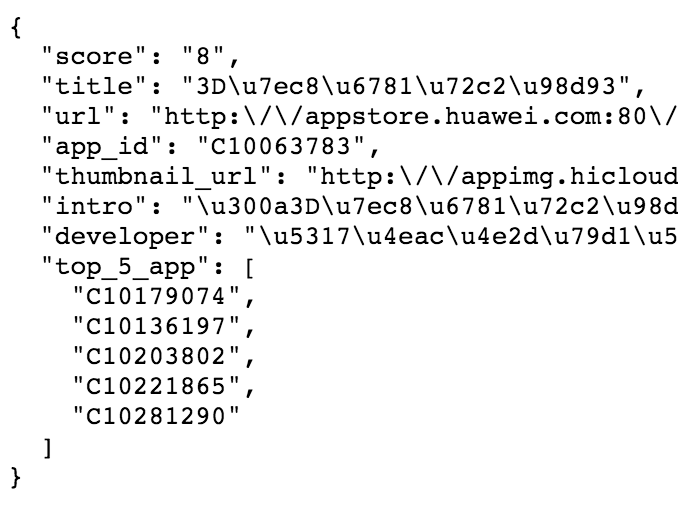 {
"score": "8",
"title": "3D\u7ec8\u6781\u72c2\u98d93",
"url": "http:\/\/appstore.huawei.com:80\/
"app_id": "C10063783",
"thumbnail_url": "http:\/\/appimg.hicloud
"intro": "\u300a3D\u7ec8\u6781\u72c2\u98d
"developer": "\u5317\u4eac\u4e2d\u79d1\u5
"top_5_app": [
"C10179074",
"C10136197",
"C10203802",
"C10221865",
"C10281290"
]
}